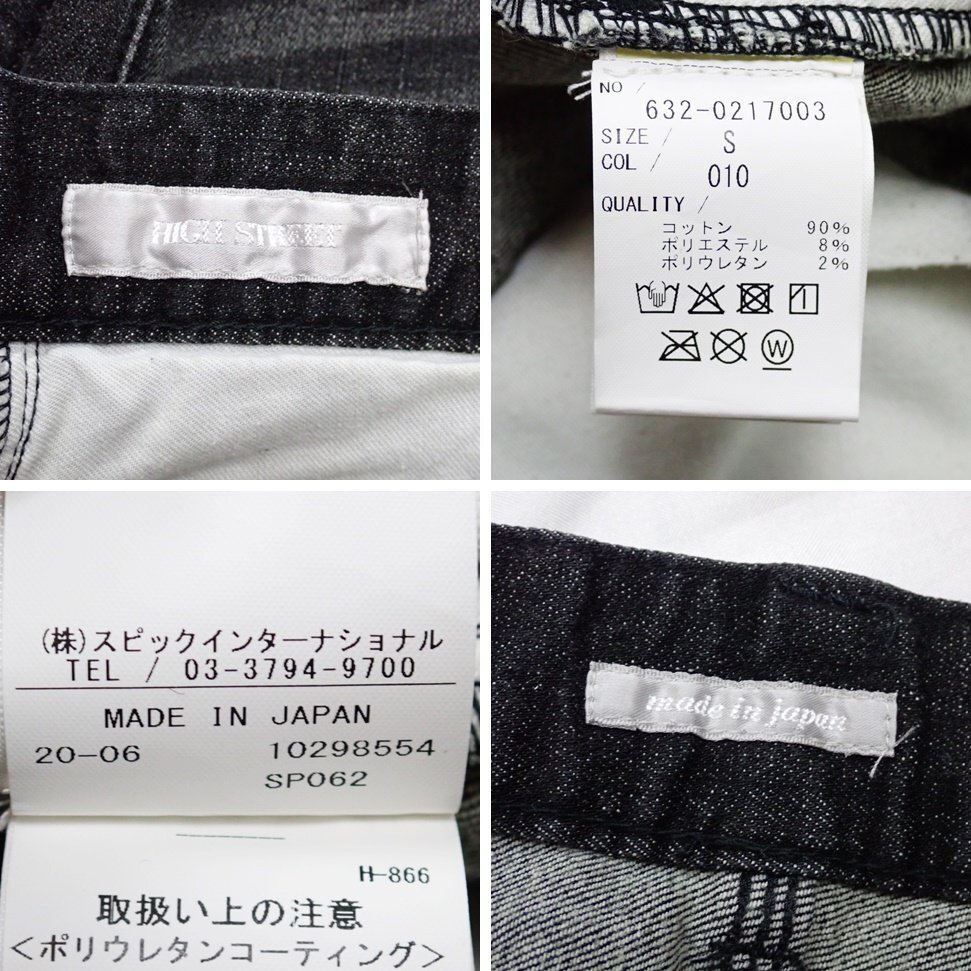 HIGH STREET
NO /
632-0217003
SIZE / S
COL / 010
QUALITY /
コットン 90%
ポリエステル 8%
ポリウレタン 2%
W
(株)スピックインターナショナル
TEL / 03-3794-9700
MADE IN JAPAN
20-06 10298554
SP062
H-866
取扱い上の注意
<ポリウレタンコーティング>
made in japan